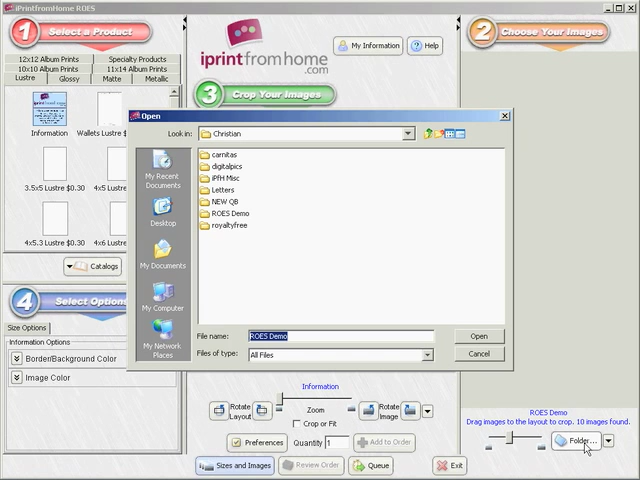 iPrintfromHome ROES
1 Select a Product
2 Choose Your Images
12x12 Album Prints
Specialty Products
10x10 Album Prints
11x14 Album Prints
Lustre
Glossy
Matte
Metallic
iprintfromhome
.com
My Information
Help
3 Crop Your Images
Information
Wallets Lustre $
3.5x5 Lustre $0.30
4x5 Lustre $
4x5.3 Lustre $0.30
4x6 Lustre $
Catalogs
Open
Look in:
Christian
My Recent
Documents
Desktop
My Documents
My Computer
My Network
Places
carnitas
digitalpics
iPfH Misc
Letters
NEW QB
ROES Demo
royaltyfree
File name:
ROES Demo
Open
Files of type:
All Files
Cancel
4 Select Option
Size Options
Information Options
Border/Background Color
Image Color
Information
Rotate
Layout
Zoom
Rotate
Image
Crop or Fit
Preferences
Quantity
1
Add to Order
Sizes and Images
Review Order
Queue
Exit
ROES Demo
Drag images to the layout to crop. 10 images found.
Folder...